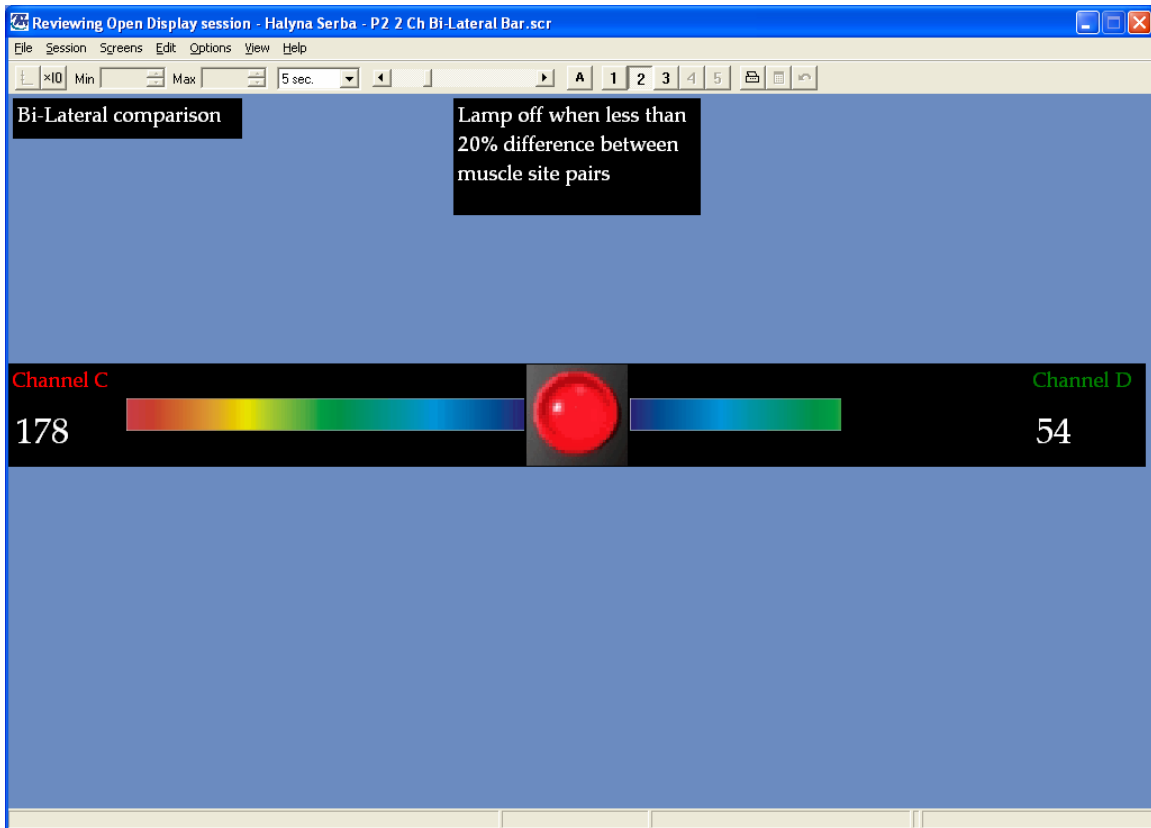 Reviewing Open Display session - Halyna Serba - P2 2 Ch Bi-Lateral Bar.scr
File Session Screens Edit Options View Help
×10 Min Max 5 sec. A 1 2 3 4 5
Bi-Lateral comparison
Lamp off when less than
20% difference between
muscle site pairs
Channel C
178
Channel D
54